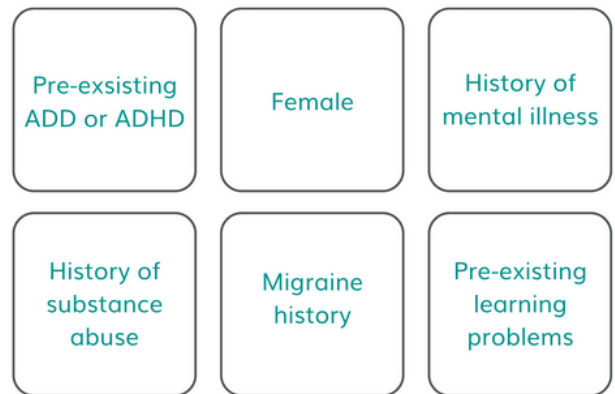 Pre-exsisting
ADD or ADHD
Female
History of
mental illness
History of
substance
abuse
Migraine
history
Pre-existing
learning
problems